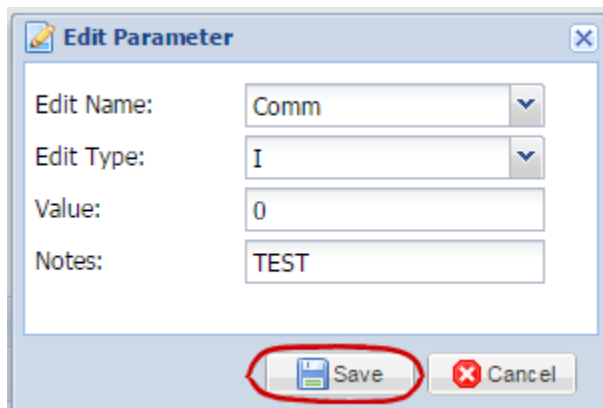 Edit Parameter
Edit Name: Comm
Edit Type: I
Value: 0
Notes: TEST
Save Cancel